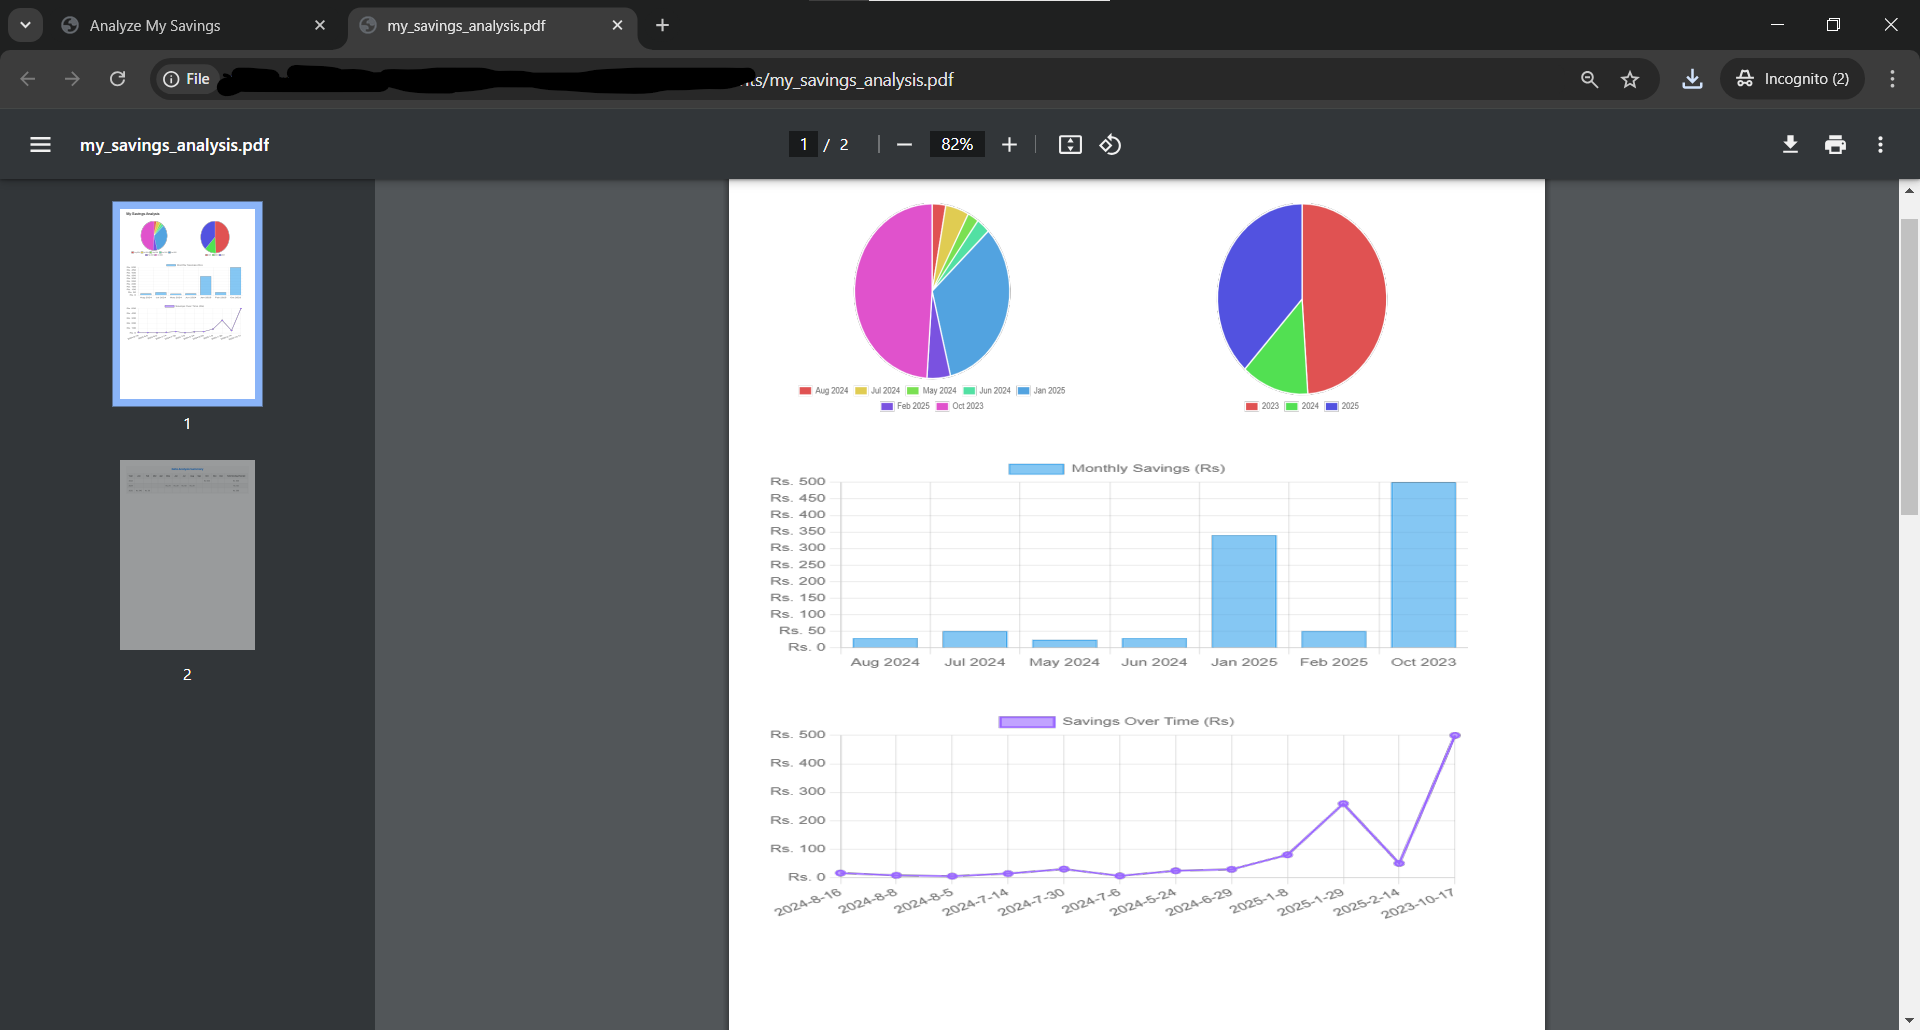 Analyze My Savings
my_savings_analysis.pdf
File
ts/my_savings_analysis.pdf
Incognito (2)
my_savings_analysis.pdf
1 / 2
82%
My Savings Analysis
1
2
Aug 2024 Jul 2024 May 2024 Jun 2024 Jan 2025
Feb 2025 Oct 2023
2023 2024 2025
Monthly Savings (Rs)
Rs. 500
Rs. 450
Rs. 400
Rs. 350
Rs. 300
Rs. 250
Rs. 200
Rs. 150
Rs. 100
Rs. 50
Rs. 0
Aug 2024 Jul 2024 May 2024 Jun 2024 Jan 2025 Feb 2025 Oct 2023
Savings Over Time (Rs)
Rs. 500
Rs. 400
Rs. 300
Rs. 200
Rs. 100
Rs. 0
2024-8-16 2024-8-8 2024-8-5 2024-7-14 2024-7-30 2024-7-6 2024-5-24 2024-6-29 2025-1-8 2025-1-29 2025-2-14 2023-10-17